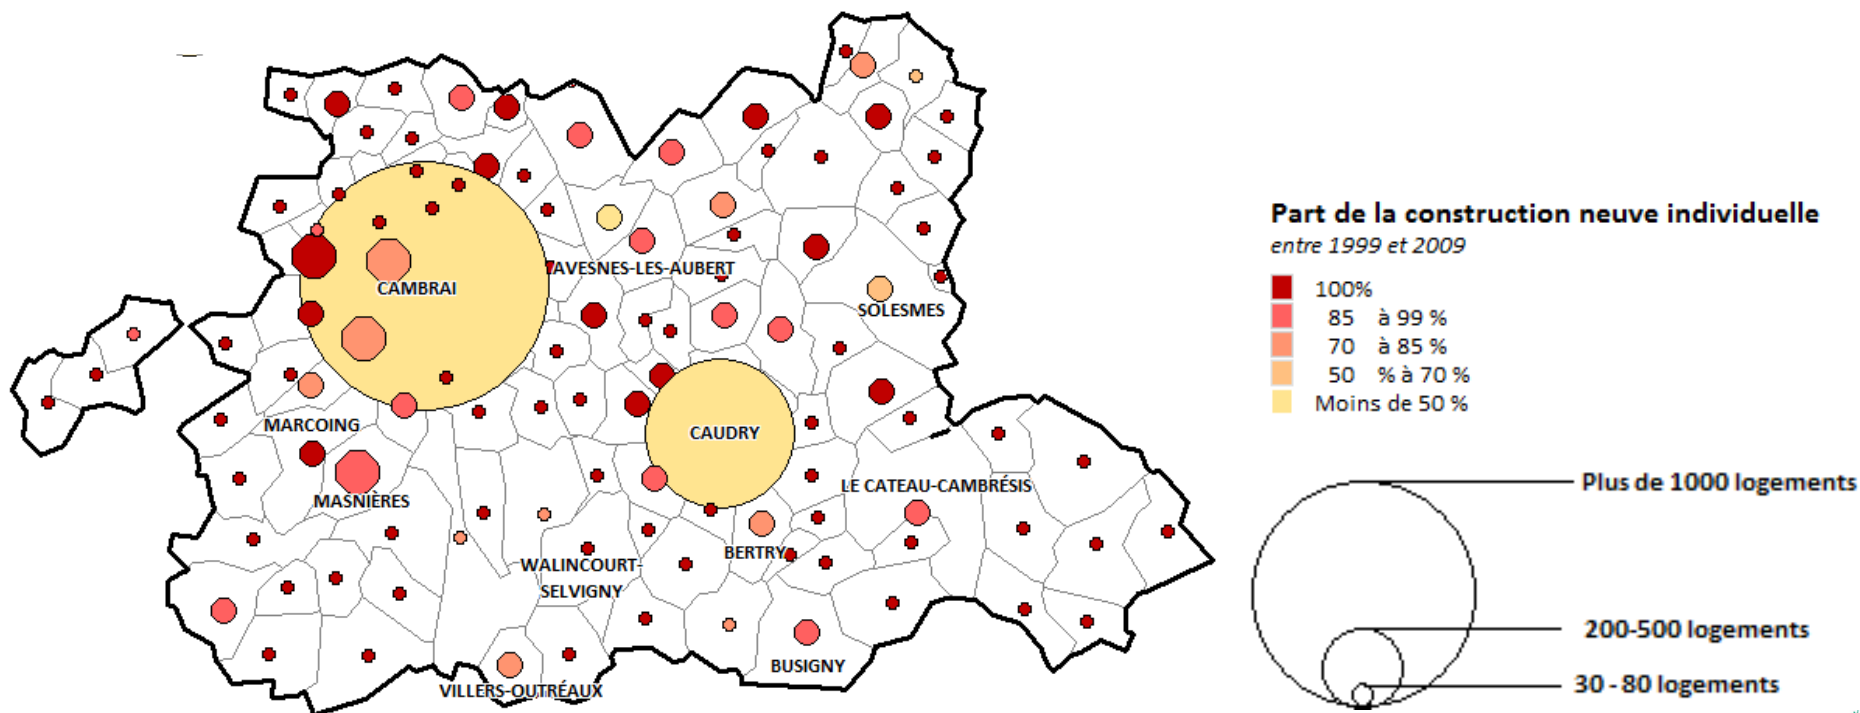 AVESNES-LES-AUBERT
CAMBRAI
SOLESMES
MARCOING
CAUDRY
MASNIÈRES
LE CATEAU-CAMBRÉSIS
BERTRY
WALINCOURT-
SELVIGNY
BUSIGNY
VILLERS-OUTRÉAUX
Part de la construction neuve individuelle
entre 1999 et 2009
100%
85 à 99 %
70 à 85 %
50 % à 70 %
Moins de 50 %
Plus de 1000 logements
200-500 logements
30 - 80 logements